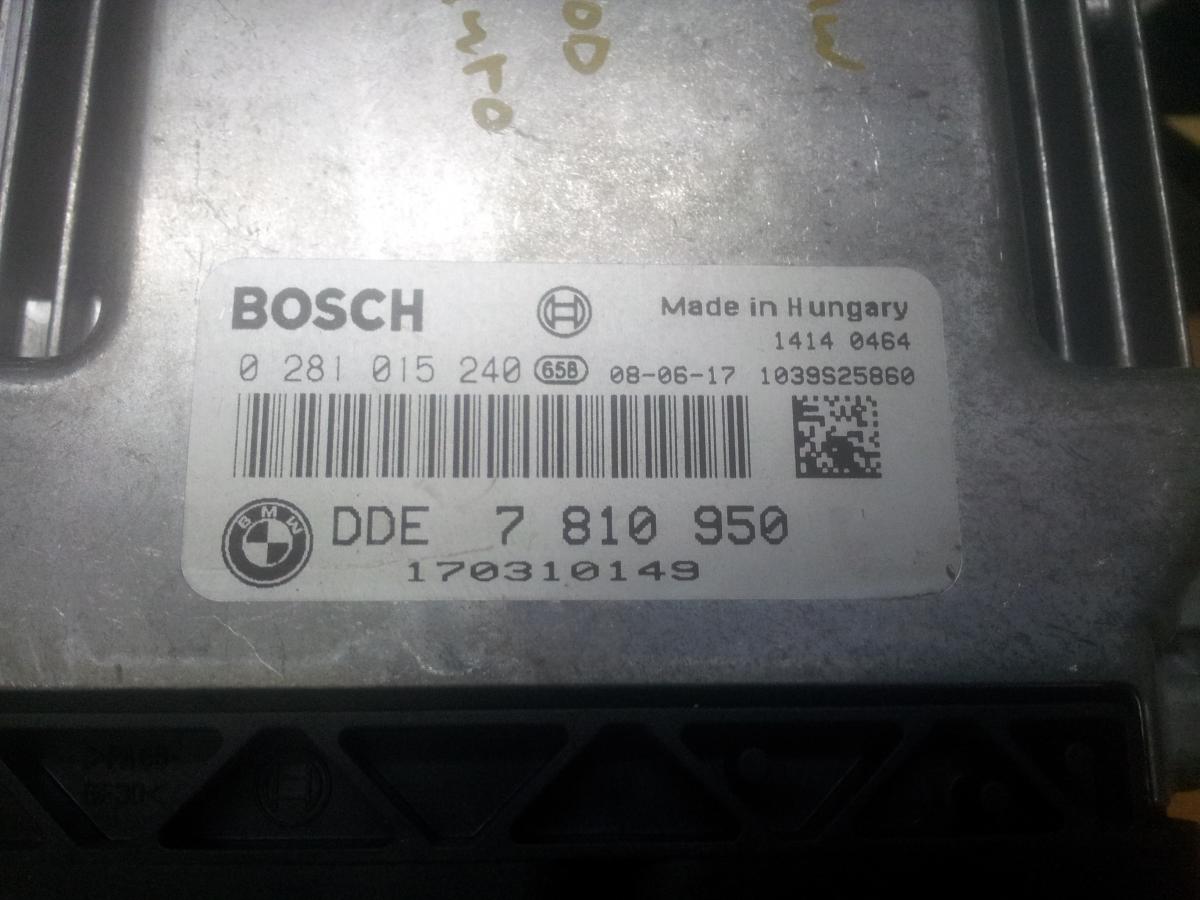 BOSCH
Made in Hungary
1414 0464
0 281 015 240 658 08-06-17 1039S25860
BMW DDE 7 810 950
170310149